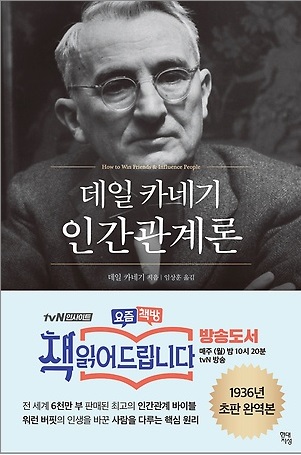 How to Win Friends & Influence People
데일 카네기
인간관계론
데일 카네기 지음 | 임상훈 옮김
tvN 인사이트
요즘 책방
책 읽어드립니다
방송도서
매주 (월) 밤 10시 20분
tvN 방송
전 세계 6천만 부 판매된 최고의 인간관계 바이블
워런 버핏의 인생을 바꾼 사람을 다루는 핵심 원리
1936년
초판 완역본
현대
지성